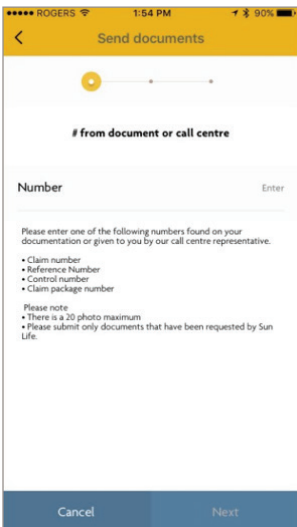 ROGERS 1:54 PM 90%
Send documents
# from document or call centre
Number Enter
Please enter one of the following numbers found on your
documentation or given to you by our call centre representative.
• Claim number
• Reference Number
• Control number
• Claim package number
Please note
• There is a 20 photo maximum
• Please submit only documents that have been requested by Sun
Life.
Cancel Next